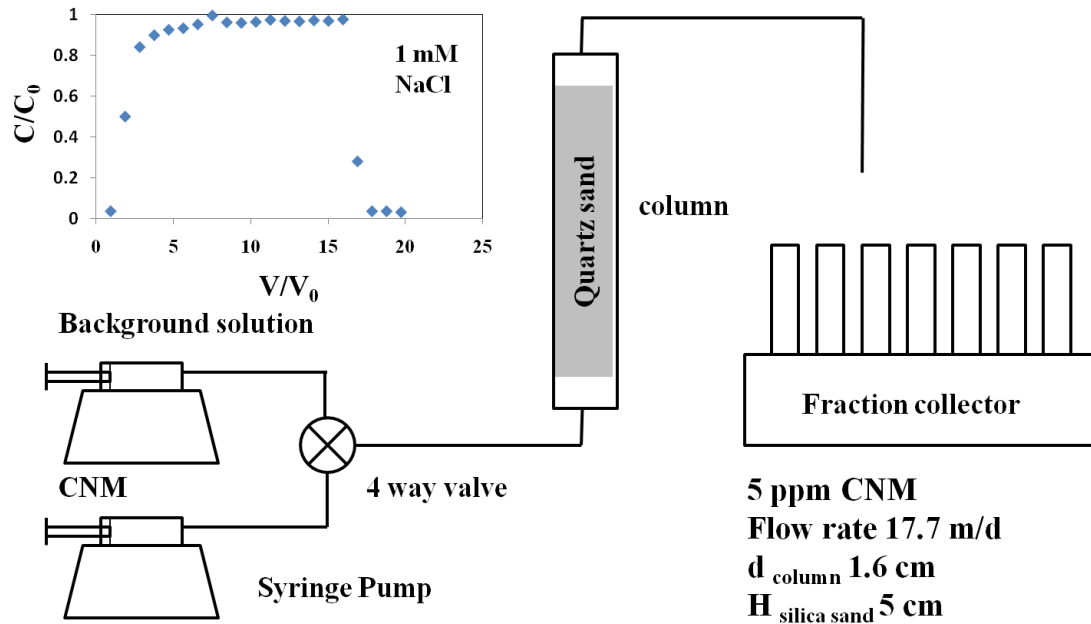 1
0.8
0.6
0.4
0.2
0
0
5
10
15
20
25
C/C0
V/V0
1 mM
NaCl
Background solution
CNM
Syringe Pump
4 way valve
Quartz sand
column
Fraction collector
5 ppm CNM
Flow rate 17.7 m/d
d column 1.6 cm
H silica sand 5 cm